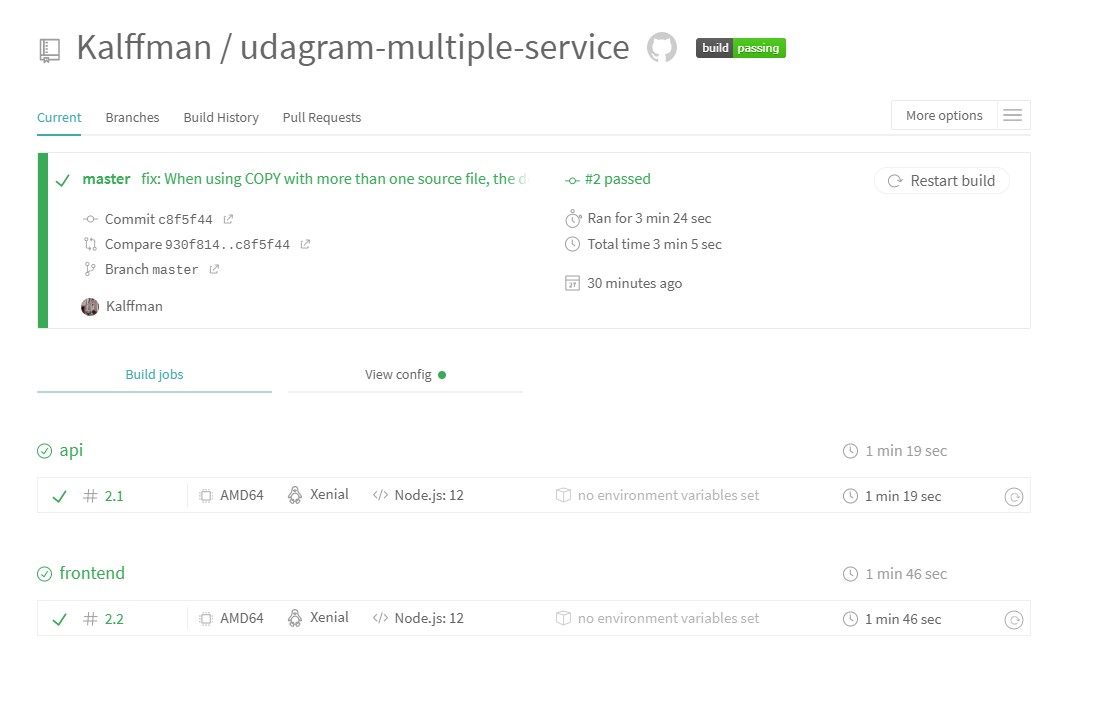 Kalffman / udagram-multiple-service build passing
Current Branches Build History Pull Requests More options
master fix: When using COPY with more than one source file, the #2 passed Restart build
Commit c8f5f44 Ran for 3 min 24 sec
Compare 930f814..c8f5f44 Total time 3 min 5 sec
Branch master
27 30 minutes ago
Kalffman
Build jobs View config
api 1 min 19 sec
# 2.1 AMD64 Xenial </> Node.js: 12 no environment variables set 1 min 19 sec
frontend 1 min 46 sec
# 2.2 AMD64 Xenial </> Node.js: 12 no environment variables set 1 min 46 sec